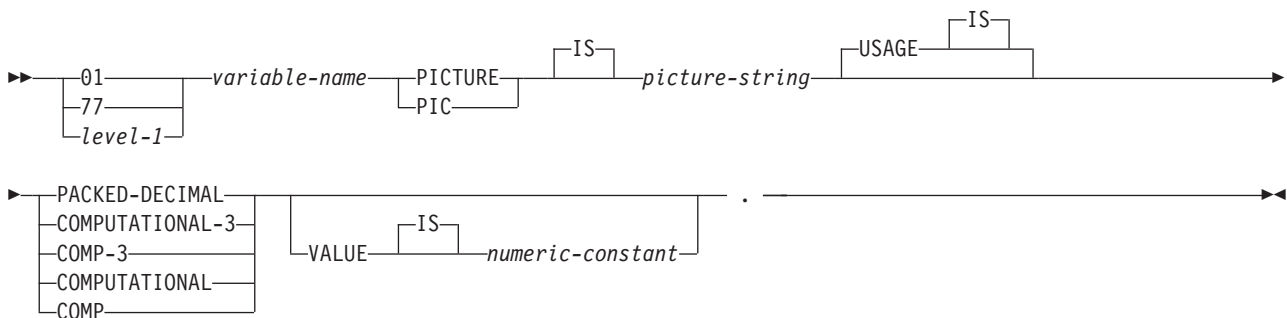 IS
IS
USAGE
01 variable-name PICTURE picture-string
77 PIC
level-1
PACKED-DECIMAL .
COMPUTATIONAL-3
IS
COMP-3 VALUE numeric-constant
COMPUTATIONAL
COMP